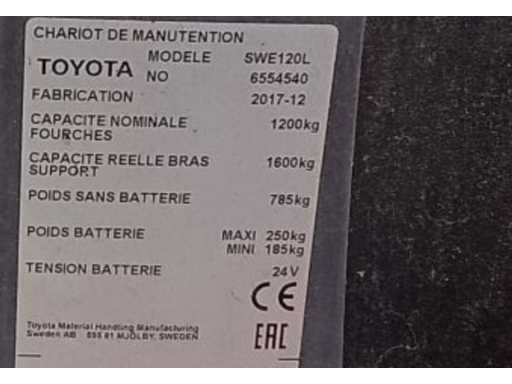 CHARIOT DE MANUTENTION
TOYOTA MODELE SWE120L
NO 6554540
FABRICATION 2017-12
CAPACITE NOMINALE FOURCHES 1200kg
CAPACITE REELLE BRAS SUPPORT 1600kg
POIDS SANS BATTERIE 785kg
POIDS BATTERIE MAXI 250kg
MINI 185kg
TENSION BATTERIE 24V
CE
Toyota Material Handling Manufacturing
Sweden AB 595 81 MJÖLBY, SWEDEN
EAC